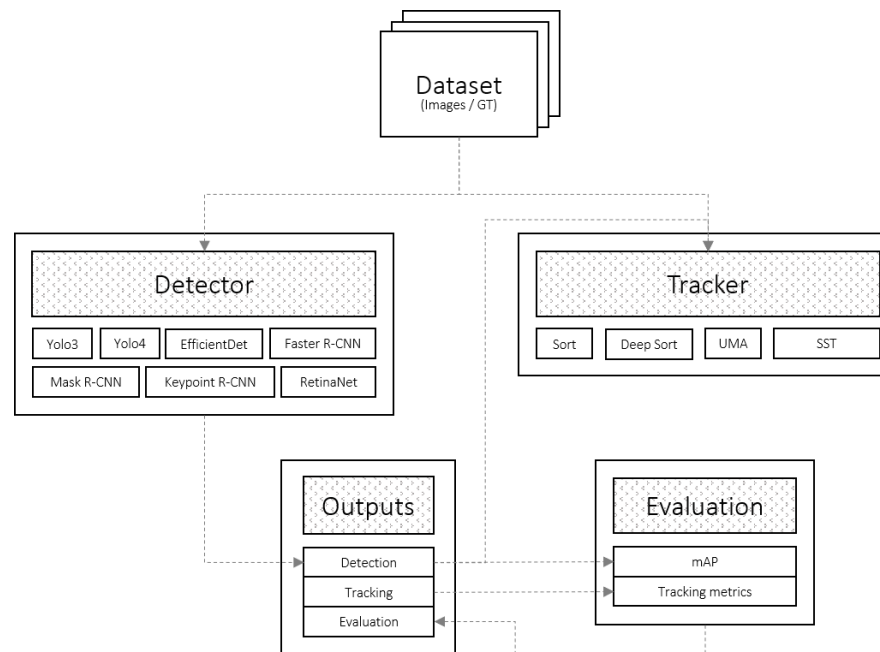 Dataset
(Images / GT)
Detector
Yolo3
Yolo4
EfficientDet
Faster R-CNN
Mask R-CNN
Keypoint R-CNN
RetinaNet
Tracker
Sort
Deep Sort
UMA
SST
Outputs
Detection
Tracking
Evaluation
Evaluation
mAP
Tracking metrics